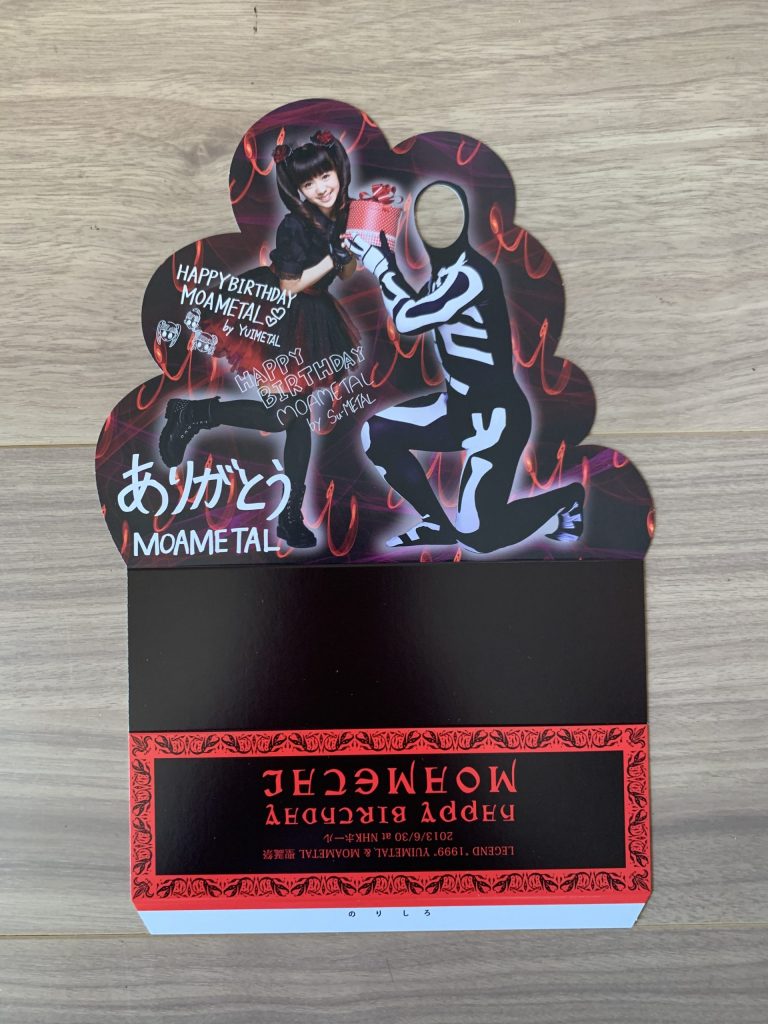 HAPPY BIRTHDAY
MOAMETAL
by YUIMETAL
HAPPY
BIRTHDAY
MOAMETAL
by SU-METAL
ありがとう
MOAMETAL
LEGEND "1999" YUIMETAL & MOAMETAL 聖誕祭
2013/6/30 at NHKホール
HAPPY BIRTHDAY
MOAMETAL
のりしろ